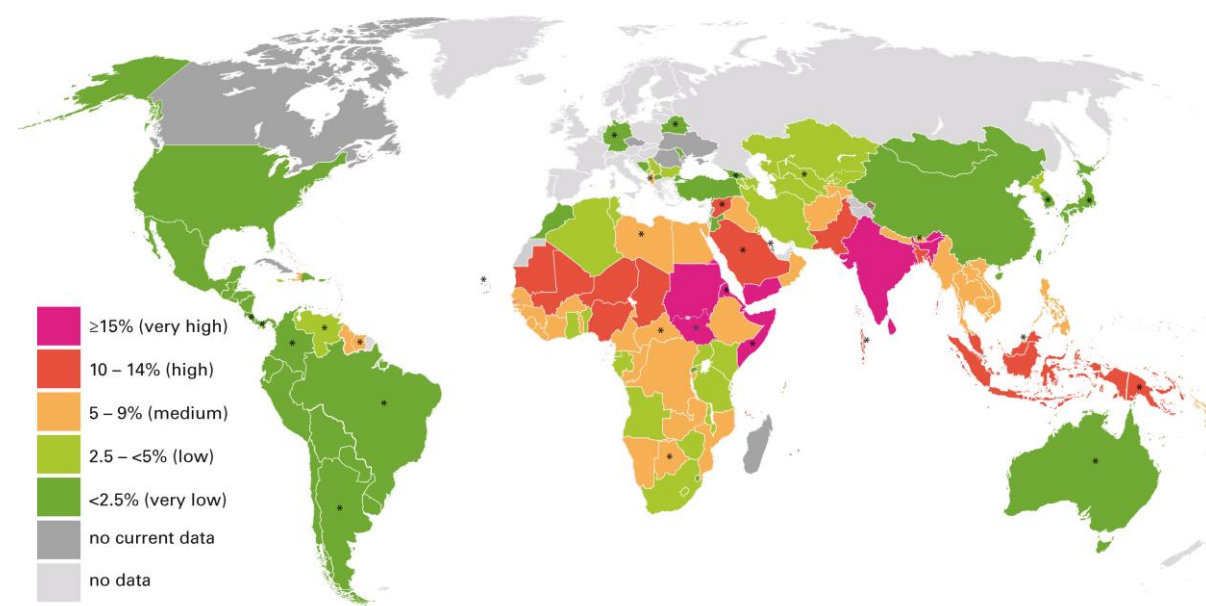 ≥15% (very high)
10 – 14% (high)
5 – 9% (medium)
2.5 – <5% (low)
<2.5% (very low)
no current data
no data